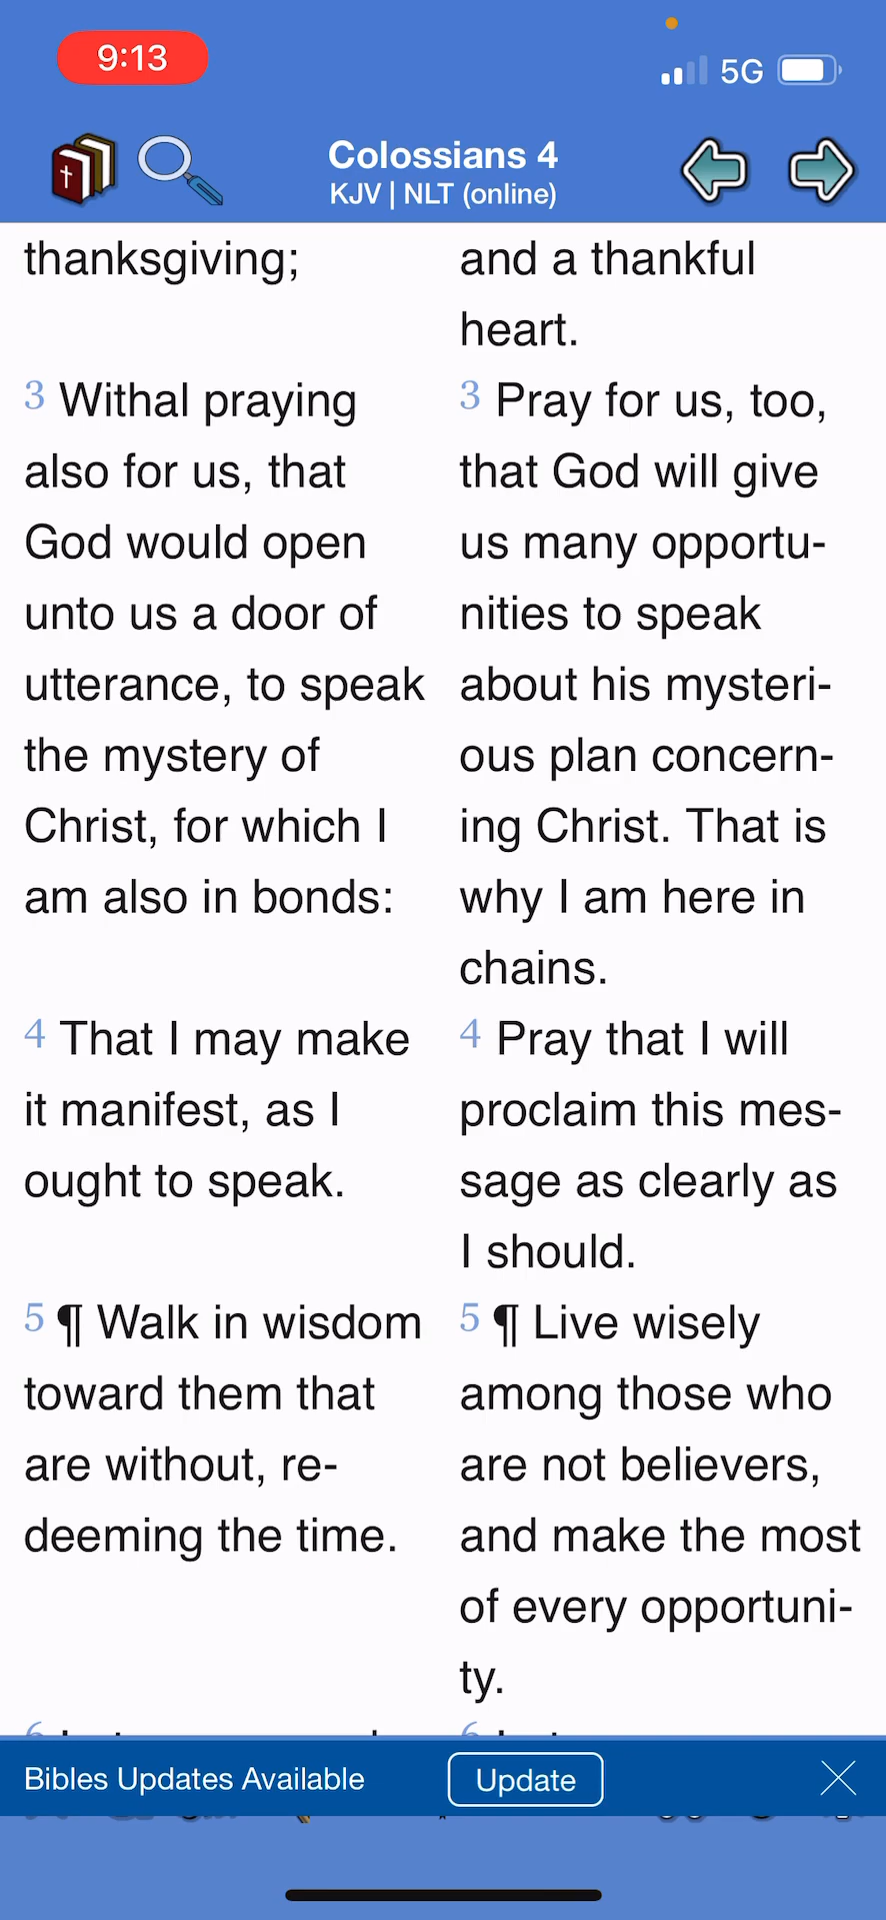 9:13
5G
Colossians 4
KJV | NLT (online)
thanksgiving;
3 Withal praying
also for us, that
God would open
unto us a door of
utterance, to speak
the mystery of
Christ, for which I
am also in bonds:
4 That I may make
it manifest, as I
ought to speak.
5 ¶ Walk in wisdom
toward them that
are without, re-
deeming the time.
6
and a thankful
heart.
3 Pray for us, too,
that God will give
us many opportu-
nities to speak
about his mysteri-
ous plan concern-
ing Christ. That is
why I am here in
chains.
4 Pray that I will
proclaim this mes-
sage as clearly as
I should.
5 ¶ Live wisely
among those who
are not believers,
and make the most
of every opportuni-
ty.
6
Bibles Updates Available
Update